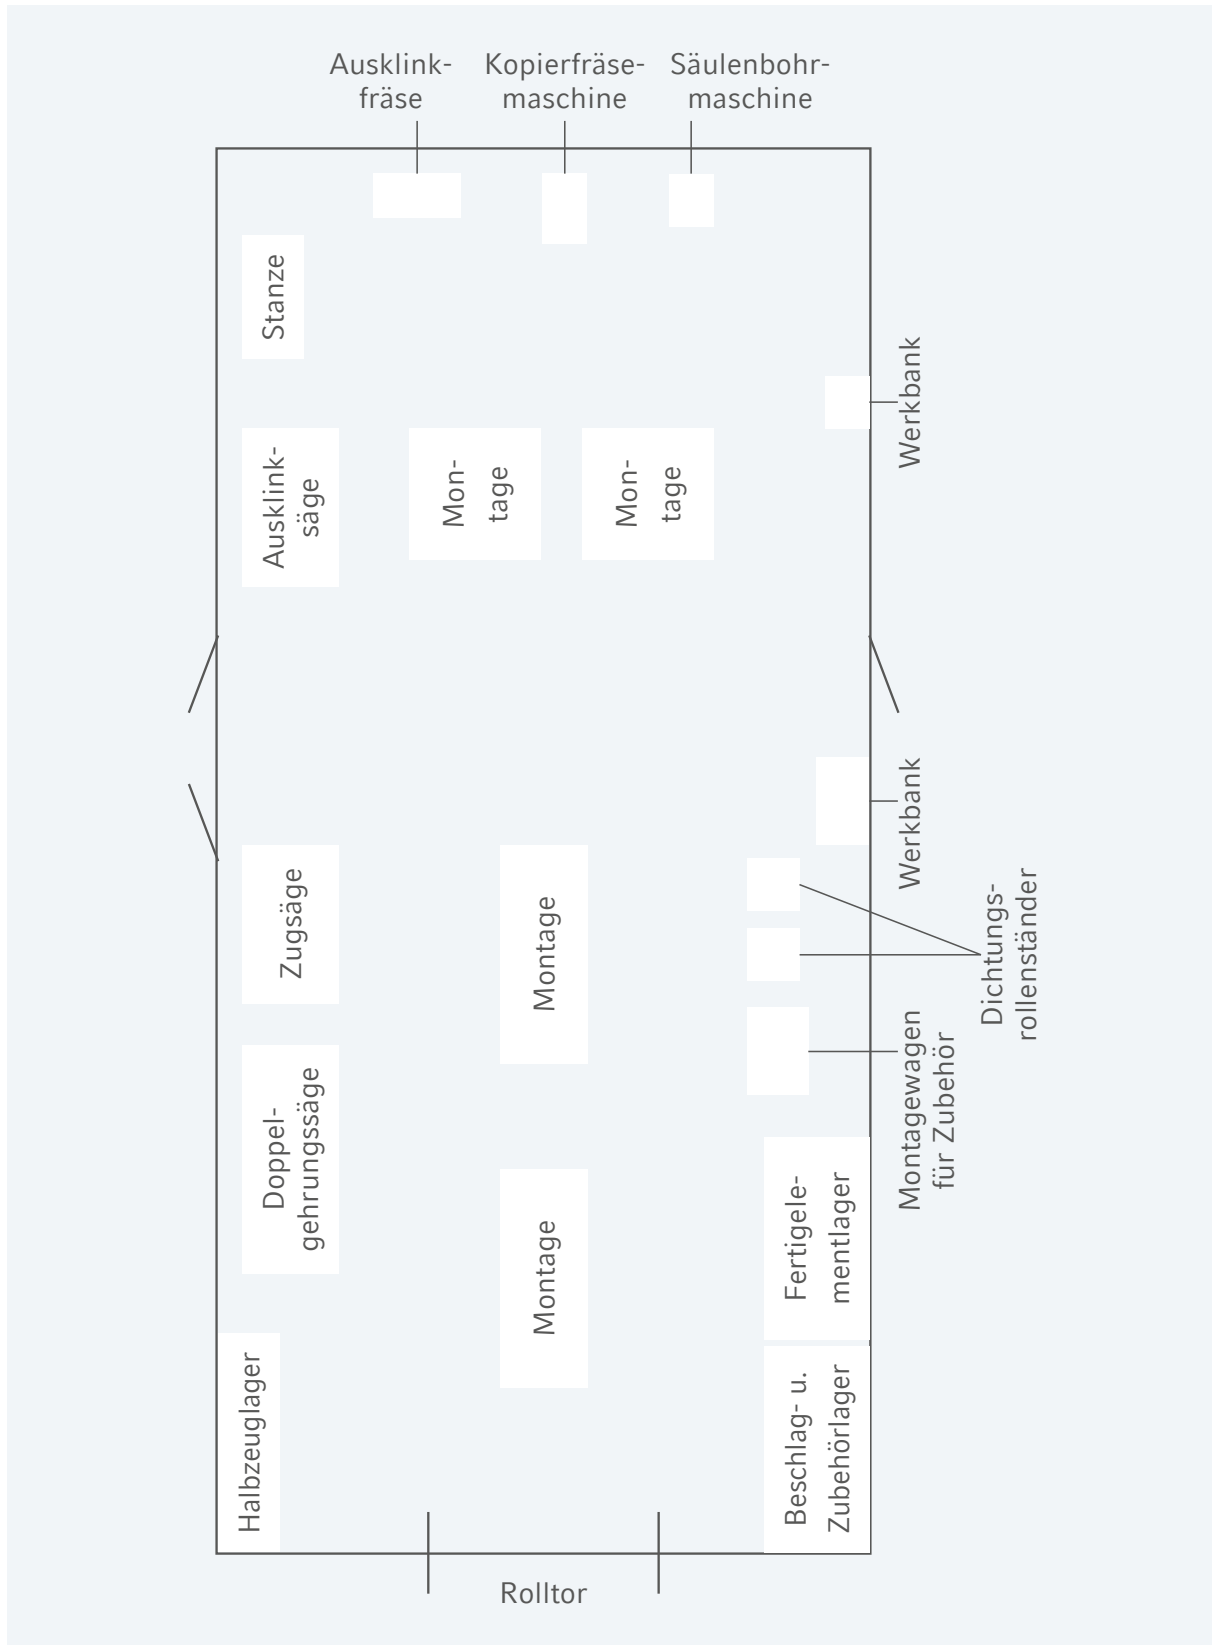 Ausklink-
fräse
Kopierfräse-
maschine
Säulenbohr-
maschine
Stanze
Werkbank
Ausklink-
säge
Mon-
tage
Mon-
tage
Werkbank
Zugsäge
Montage
Dichtungs-
rollenständer
Doppel-
gehrungssäge
Montagewagen
für Zubehör
Montage
Fertigele-
mentlager
Halbzeuglager
Beschlag- u.
Zubehörlager
Rolltor